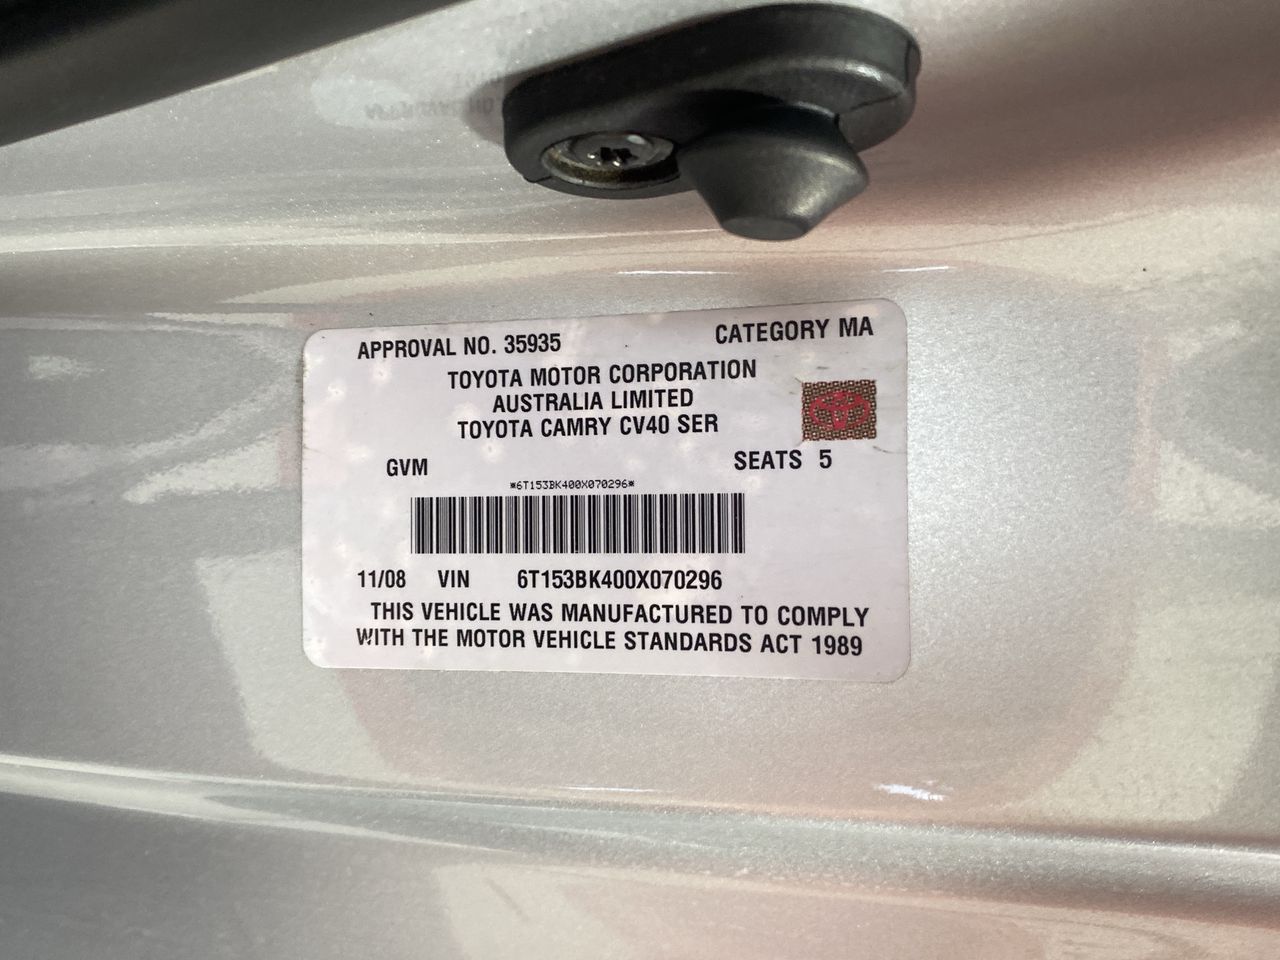 APPROVAL NO. 35935 CATEGORY MA
TOYOTA MOTOR CORPORATION
AUSTRALIA LIMITED
TOYOTA CAMRY CV40 SER
GVM SEATS 5
*6T153BK400X070296*
11/08 VIN 6T153BK400X070296
THIS VEHICLE WAS MANUFACTURED TO COMPLY
WITH THE MOTOR VEHICLE STANDARDS ACT 1989